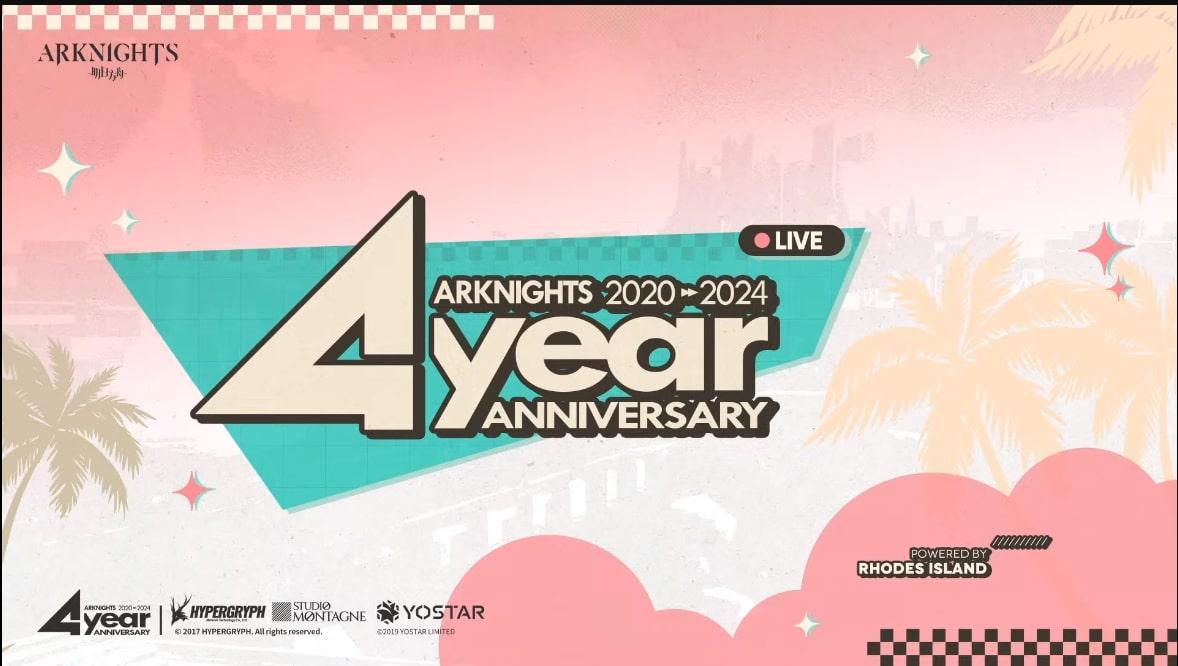 ARKNIGHTS
明日方舟
LIVE
ARKNIGHTS 2020 2024
4 year
ANNIVERSARY
POWERED BY
RHODES ISLAND
ARKNIGHTS 2020 2024
4 year
ANNIVERSARY
HYPERGRYPH
STUDIO
MONTAGNE
YOSTAR
© 2017 HYPERGRYPH. All rights reserved.
©2019 YOSTAR LIMITED